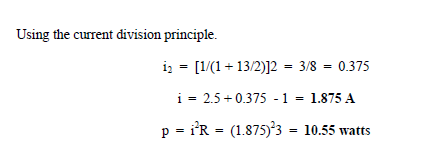 Using the current division principle.
i₂ = [1/(1 + 13/2)]2 = 3/8 = 0.375
i = 2.5 + 0.375 - 1 = 1.875 A
p = i²R = (1.875)²3 = 10.55 watts